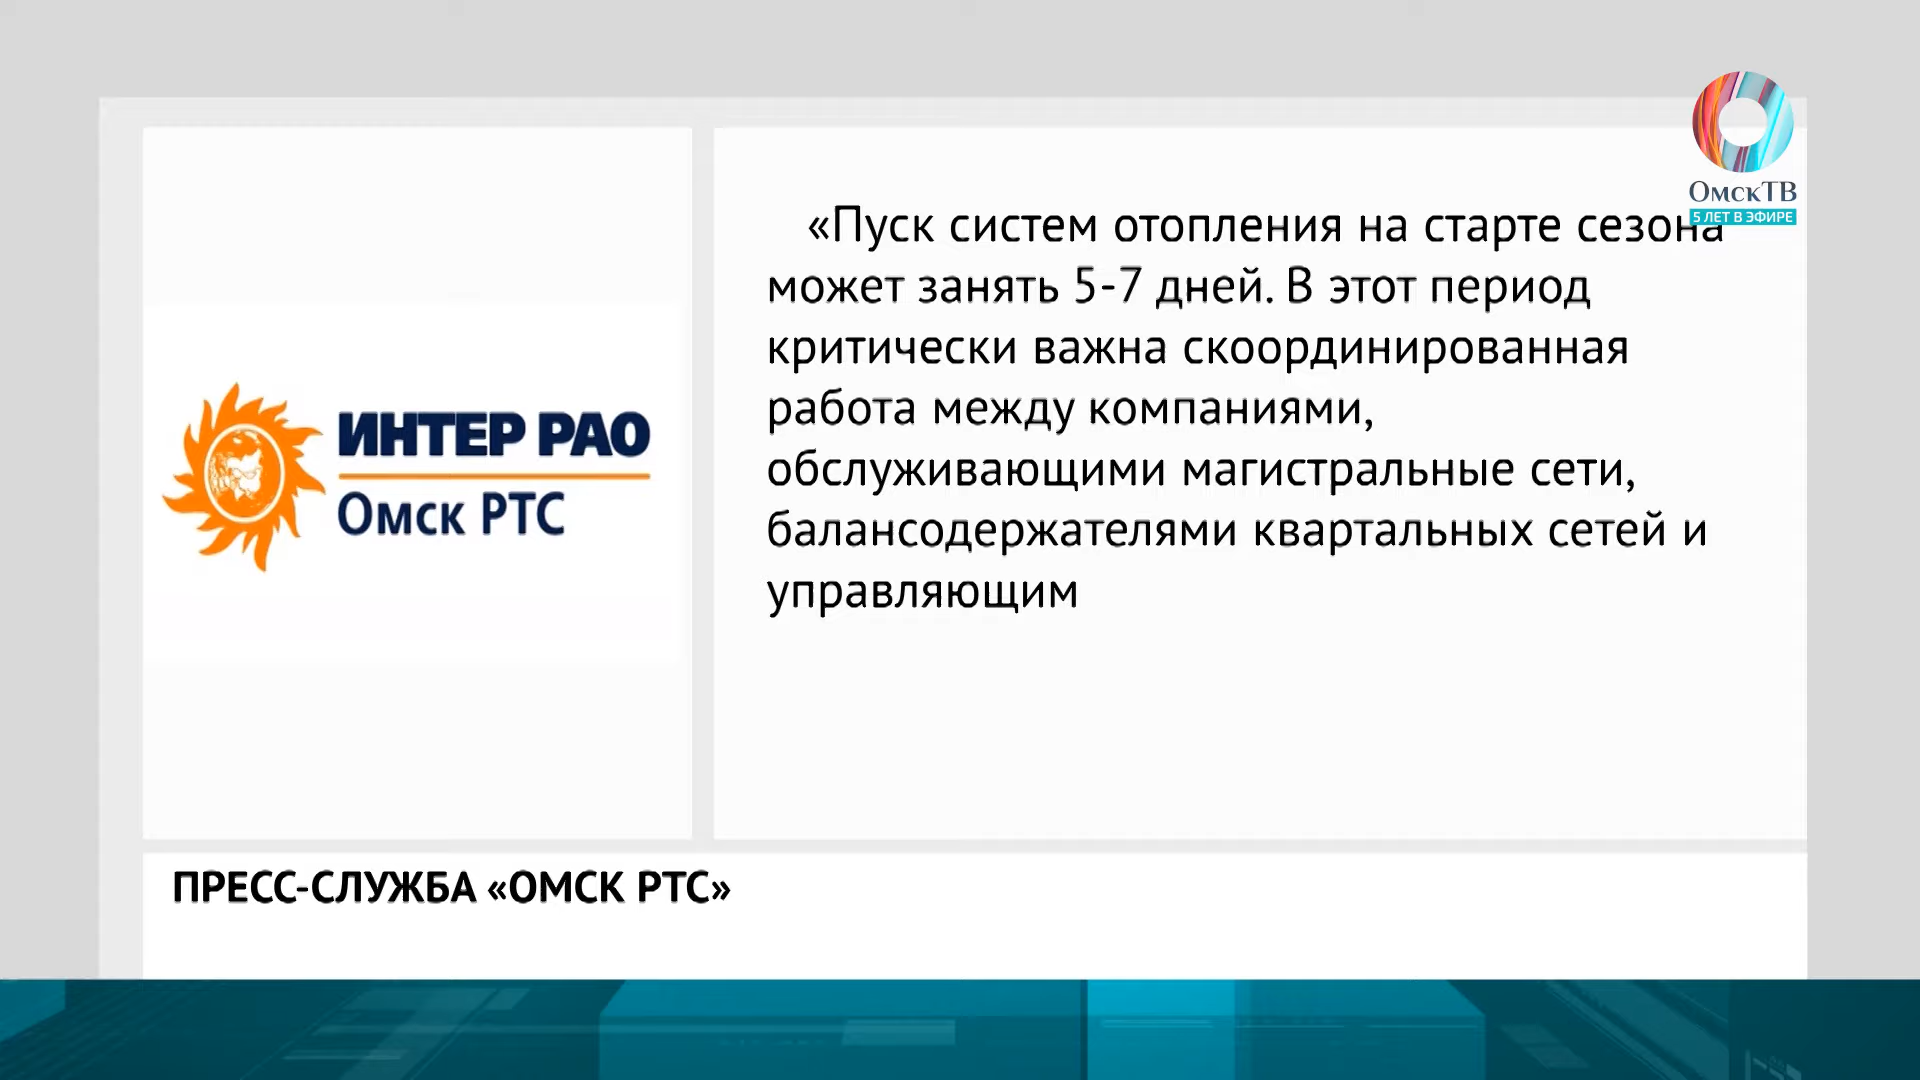 ОмскТВ
5 ЛЕТ В ЭФИРЕ
«Пуск систем отопления на старте сезона
может занять 5-7 дней. В этот период
критически важна скоординированная
работа между компаниями,
обслуживающими магистральные сети,
балансодержателями квартальных сетей и
управляющим
ИНТЕР РАО
Омск РТС
ПРЕСС-СЛУЖБА «ОМСК РТС»